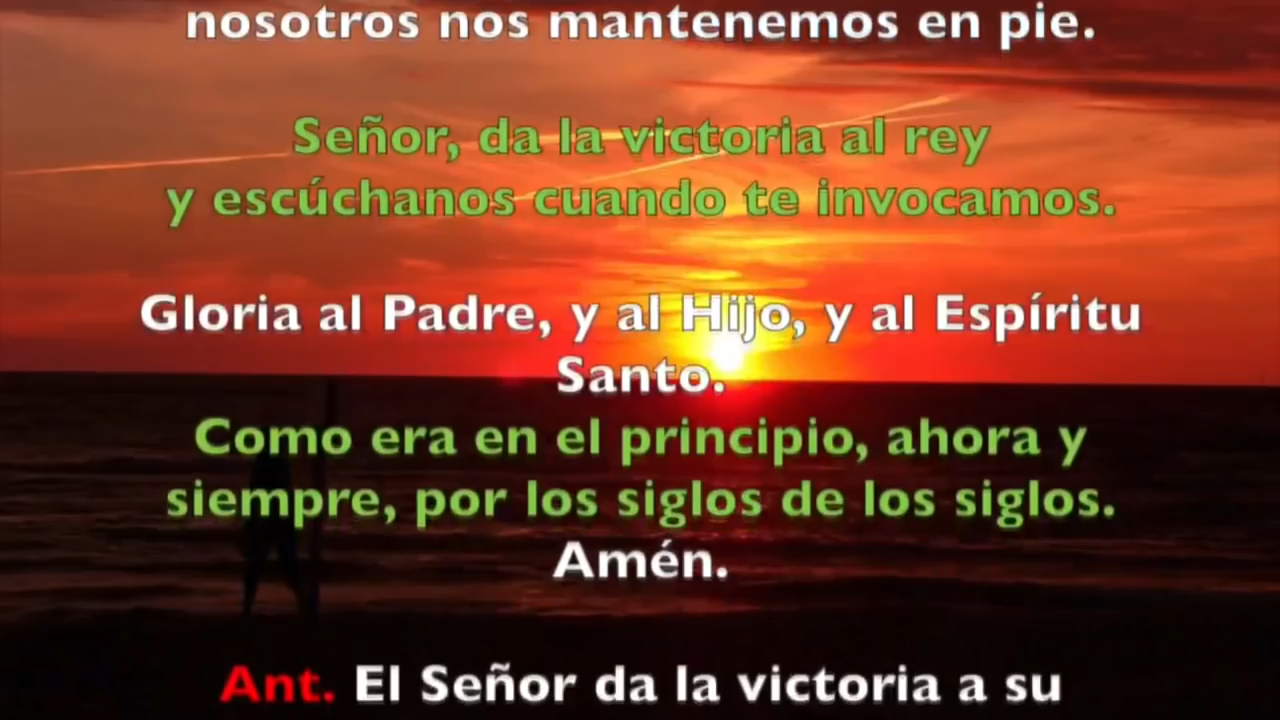 nosotros nos mantenemos en pie.
Señor, da la victoria al rey
y escúchanos cuando te invocamos.
Gloria al Padre, y al Hijo, y al Espíritu
Santo.
Como era en el principio, ahora y
siempre, por los siglos de los siglos.
Amén.
Ant. El Señor da la victoria a su